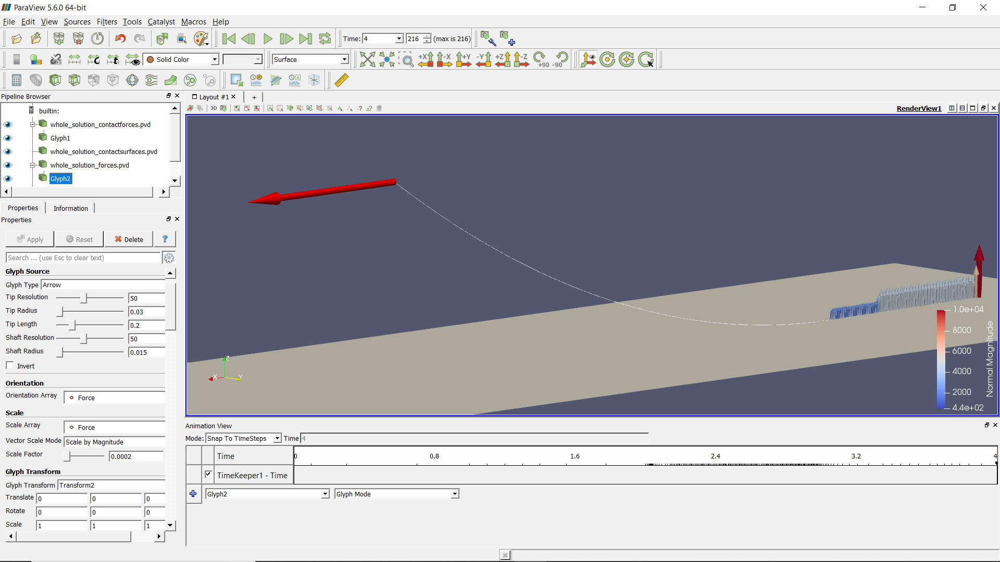 ParaView 5.6.0 64-bit
File Edit View Sources Filters Tools Catalyst Macros Help
Time: 4 216 (max is 216)
Solid Color Surface +X -X +Y -Y +Z -Z +90 -90
Pipeline Browser
Layout #1
+
builtin:
3D
RenderView1
whole_solution_contactforces.pvd
Glyph1
whole_solution_contactsurfaces.pvd
whole_solution_forces.pvd
Glyph2
Properties Information
Properties
Apply Reset Delete ?
Search ... (use Esc to clear text)
Glyph Source
Glyph Type Arrow
Tip Resolution 50
Tip Radius 0.03
Tip Length 0.2
Shaft Resolution 50
Shaft Radius 0.015
Invert
Orientation
Orientation Array Force
Scale
Scale Array Force
Vector Scale Mode Scale by Magnitude
Scale Factor 0.0002
Glyph Transform
Glyph Transform Transform2
Translate 0 0 0
Rotate 0 0 0
Scale 1 1 1
Z
X
Y
1.0e+04
8000
6000
4000
2000
4.4e+02
Normal Magnitude
Animation View
Mode: Snap To TimeSteps Time 4
Time 0 0.8 1.6 2.4 3.2 4
TimeKeeper1 - Time
Glyph2 Glyph Mode